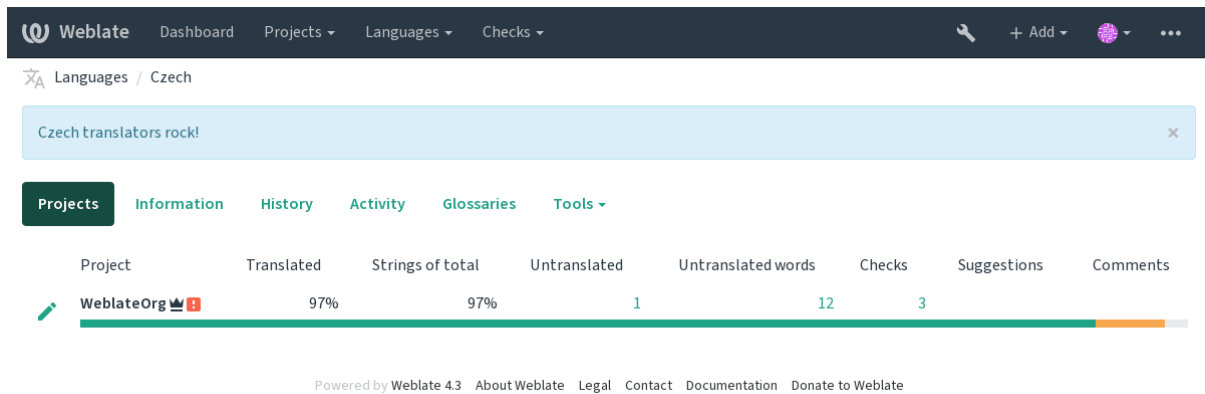 Weblate Dashboard Projects Languages Checks + Add
Languages / Czech
Czech translators rock! ×
Projects Information History Activity Glossaries Tools
Project Translated Strings of total Untranslated Untranslated words Checks Suggestions Comments
WeblateOrg 97% 97% 1 12 3
Powered by Weblate 4.3 About Weblate Legal Contact Documentation Donate to Weblate